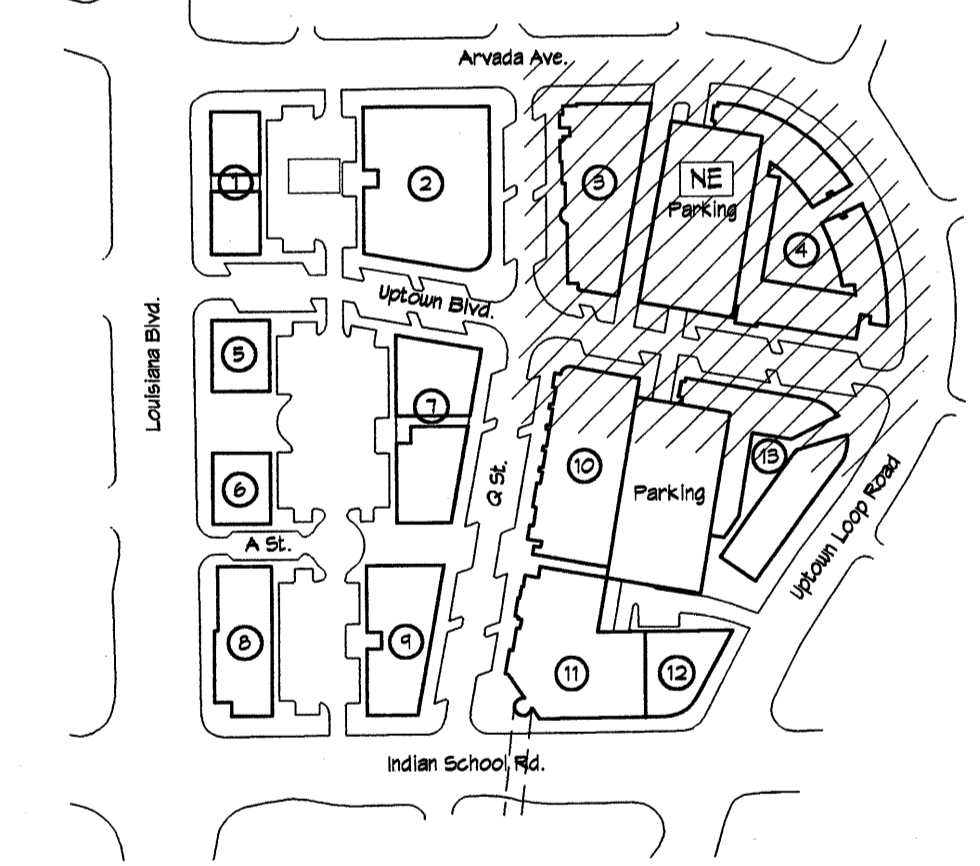 Arvada Ave.
1
2
3
NE
Parking
4
Uptown Blvd.
Louisiana Blvd.
5
7
6
10
13
Q St.
Parking
A St.
Uptown Loop Road
8
9
11
12
Indian School Rd.